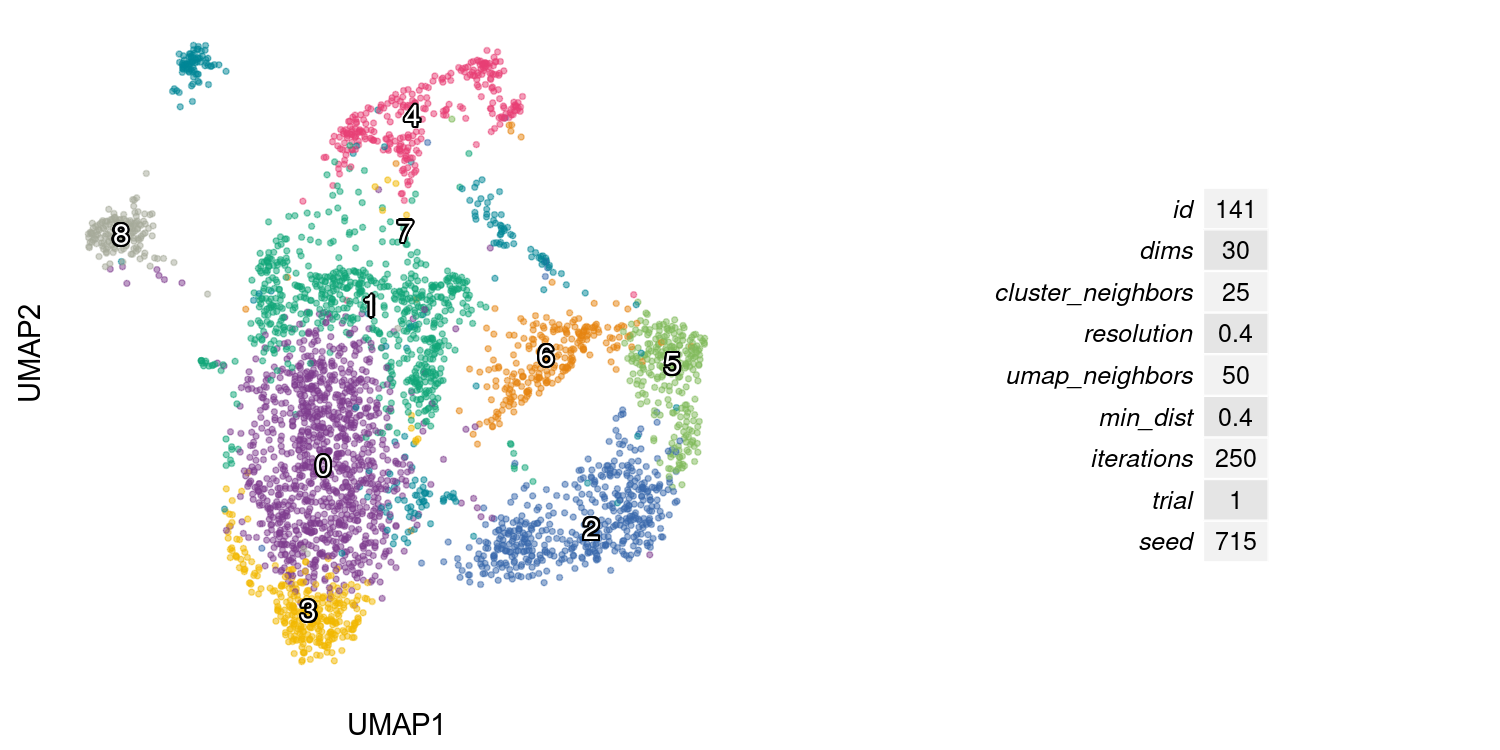 4
8
7
1
6
5
0
2
3
UMAP2
UMAP1
id 141
dims 30
cluster_neighbors 25
resolution 0.4
umap_neighbors 50
min_dist 0.4
iterations 250
trial 1
seed 715